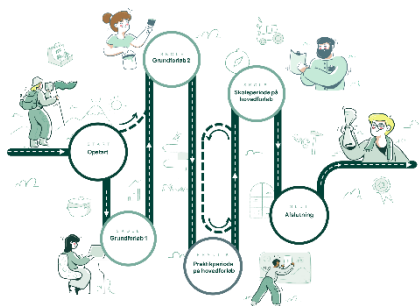 Opstart
Grundforløb 1
Grundforløb 2
Praktikperiode
på hovedforløb
Skoleperiode på
hovedforløb
Afslutning